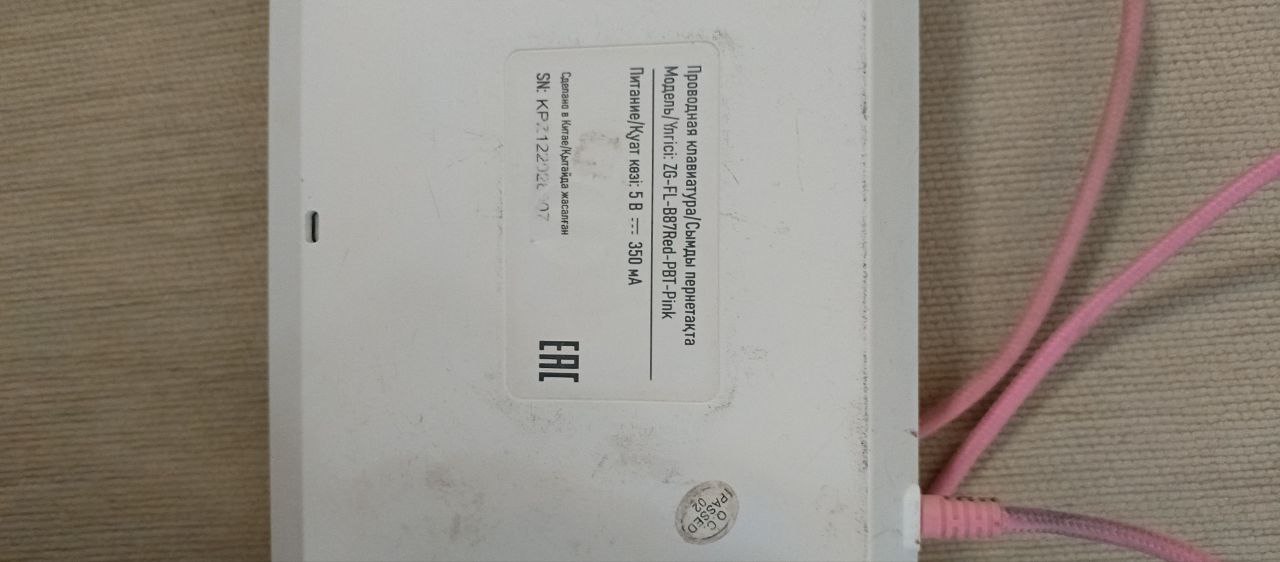 Проводная клавиатура/Сымды пернетақта
Модель/Үлгісі: ZG-FL-B87Red-PBT-Pink
Питание/Қуат көзі: 5 В ⎓ 350 мА
Сделано в Китае/Қытайда жасалған
SN:
EAC
QC
PASSED
02